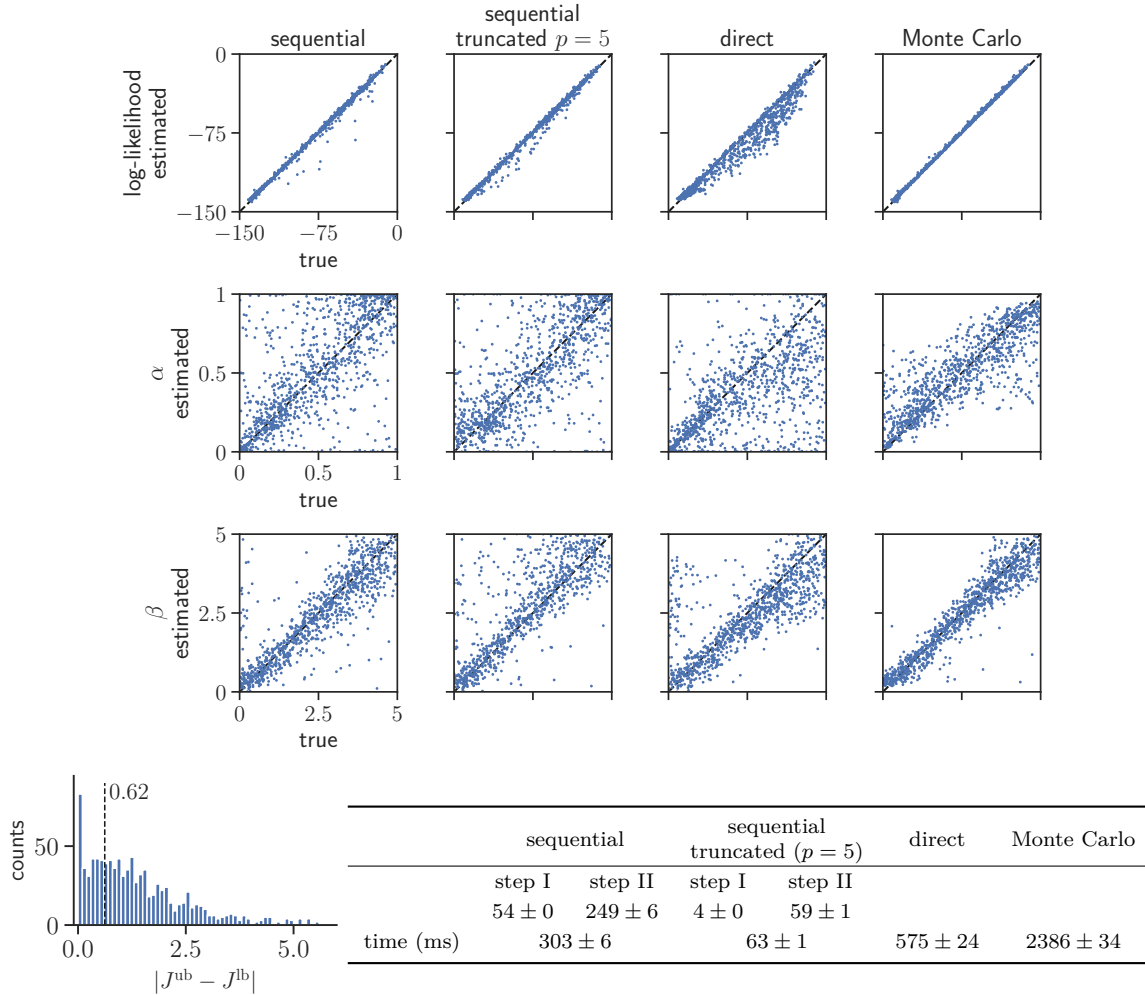 sequential
sequential
truncated p = 5
direct
Monte Carlo
log-likelihood
estimated
0
−75
−150
−150 −75 0
true
α
estimated
1
0.5
0
0 0.5 1
true
β
estimated
5
2.5
0
0 2.5 5
true
counts
50
0
0.62
0.0 2.5 5.0
|J^ub − J^lb|
sequential
sequential
truncated (p = 5)
direct
Monte Carlo
step I step II step I step II
54 ± 0 249 ± 6 4 ± 0 59 ± 1
time (ms) 303 ± 6 63 ± 1 575 ± 24 2386 ± 34